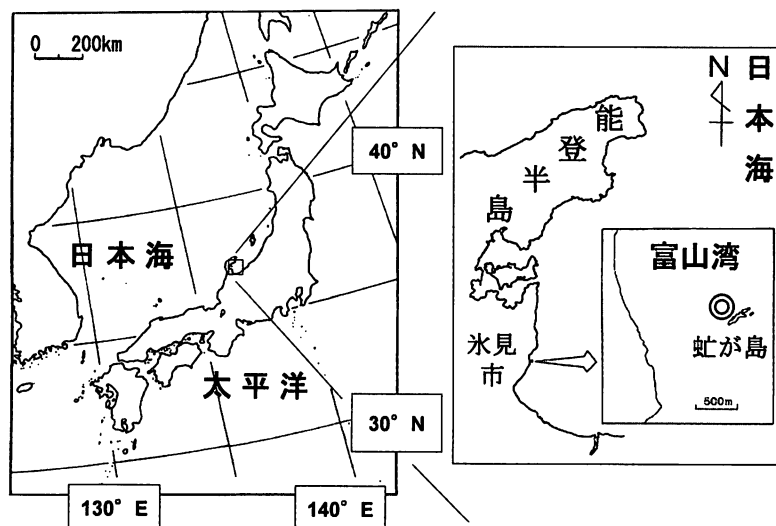 0 200km
40° N
日本海
太平洋
30° N
130° E
140° E
N
日本海
能登半島
富山湾
虻が島
500m
氷見市